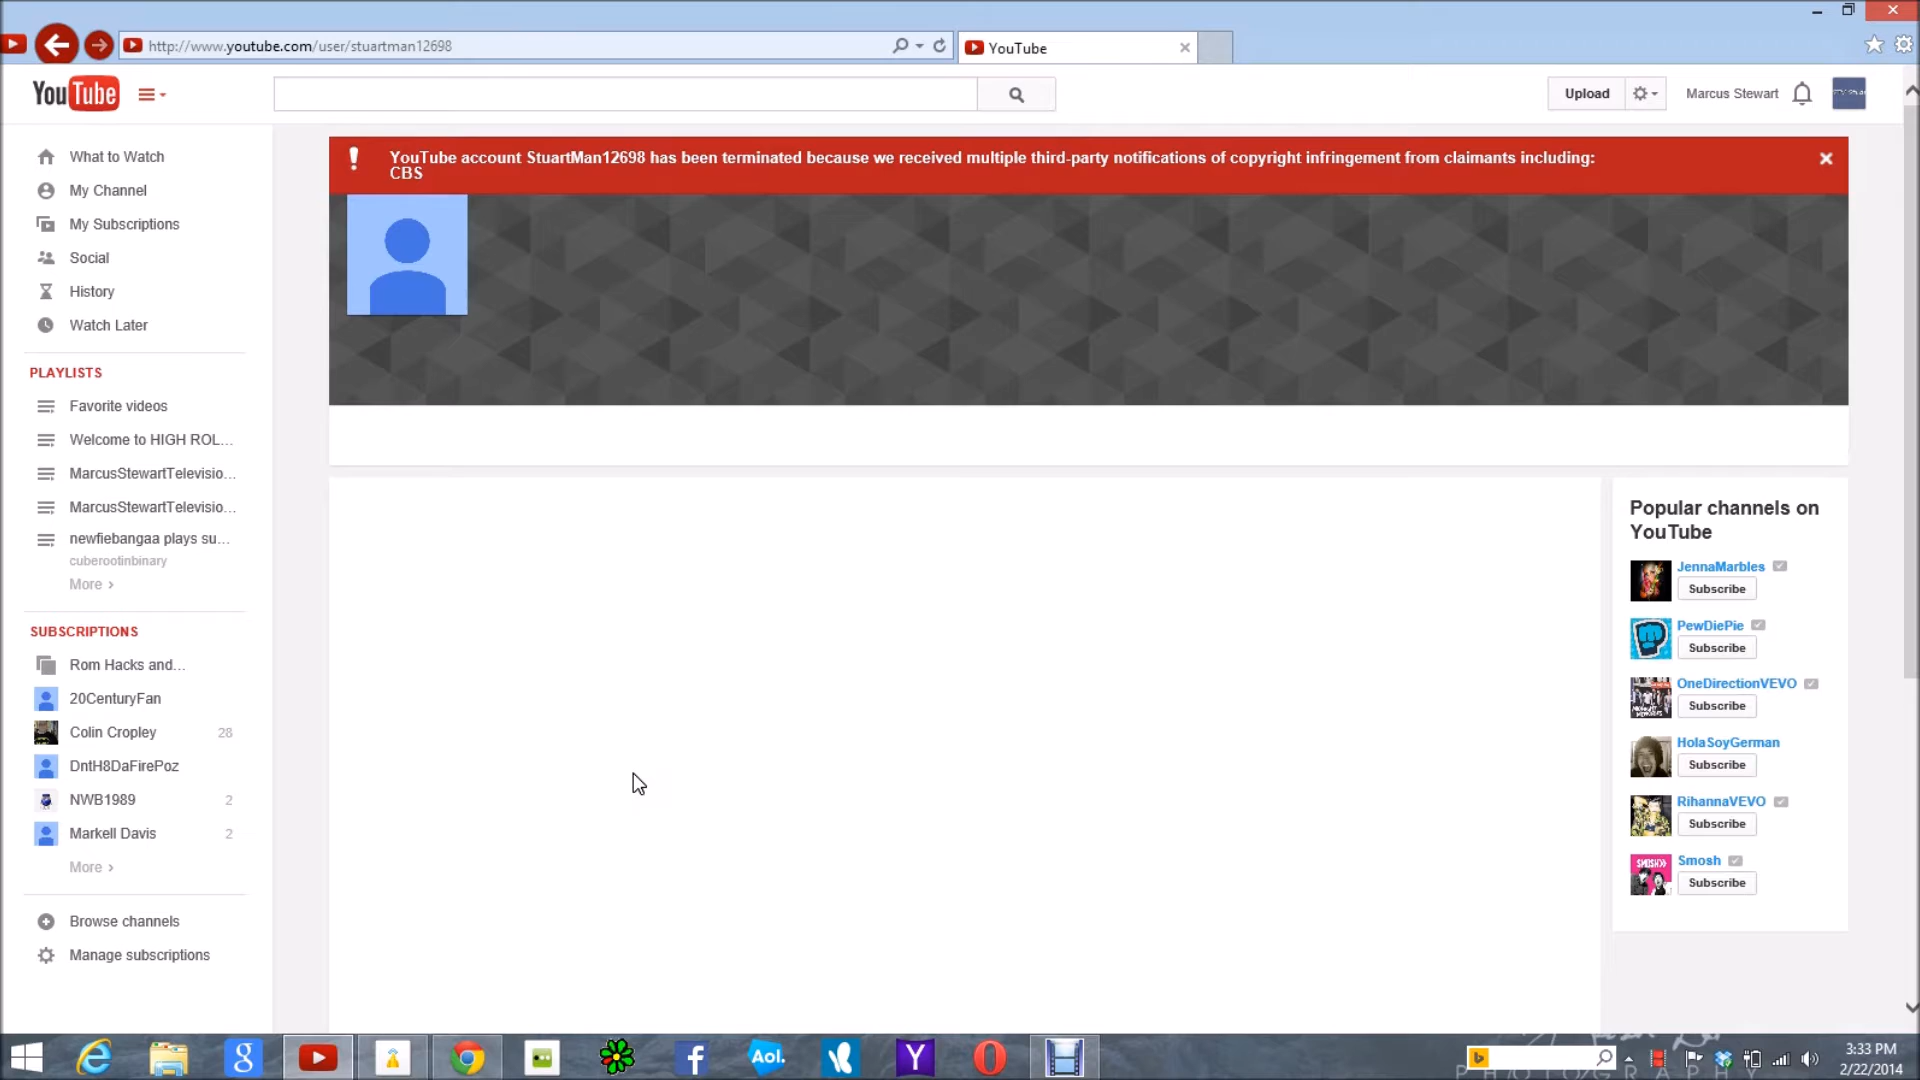 http://www.youtube.com/user/stuartman12698
YouTube
YouTube
Upload
Marcus Stewart
What to Watch
My Channel
My Subscriptions
Social
History
Watch Later
PLAYLISTS
Favorite videos
Welcome to HIGH ROL...
MarcusStewartTelevisio...
MarcusStewartTelevisio...
newfiebangaa plays su...
cuberootinbinary
More ›
SUBSCRIPTIONS
Rom Hacks and...
20CenturyFan
Colin Cropley 28
DntH8DaFirePoz
NWB1989 2
Markell Davis 2
More ›
Browse channels
Manage subscriptions
YouTube account StuartMan12698 has been terminated because we received multiple third-party notifications of copyright infringement from claimants including:
CBS
Popular channels on
YouTube
JennaMarbles
Subscribe
PewDiePie
Subscribe
OneDirectionVEVO
Subscribe
HolaSoyGerman
Subscribe
RihannaVEVO
Subscribe
SMOSH
Smosh
Subscribe
g
f
Aol.
Y
b
PHOTOGRAPHY
3:33 PM
2/22/2014